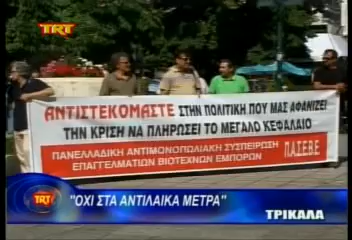 TRT
ΑΝΤΙΣΤΕΚΟΜΑΣΤΕ ΣΤΗΝ ΠΟΛΙΤΙΚΗ ΠΟΥ ΜΑΣ ΑΦΑΝΙΖΕΙ
ΤΗΝ ΚΡΙΣΗ ΝΑ ΠΛΗΡΩΣΕΙ ΤΟ ΜΕΓΑΛΟ ΚΕΦΑΛΑΙΟ
ΠΑΝΕΛΛΑΔΙΚΗ ΑΝΤΙΜΟΝΟΠΩΛΙΑΚΗ ΣΥΣΠΕΙΡΩΣΗ
ΕΠΑΓΓΕΛΜΑΤΙΩΝ ΒΙΟΤΕΧΝΩΝ ΕΜΠΟΡΩΝ Π.Α.Σ.Ε.Β.Ε
TRT "ΟΧΙ ΣΤΑ ΑΝΤΙΛΑΙΚΑ ΜΕΤΡΑ"
ΤΡΙΚΑΛΑ